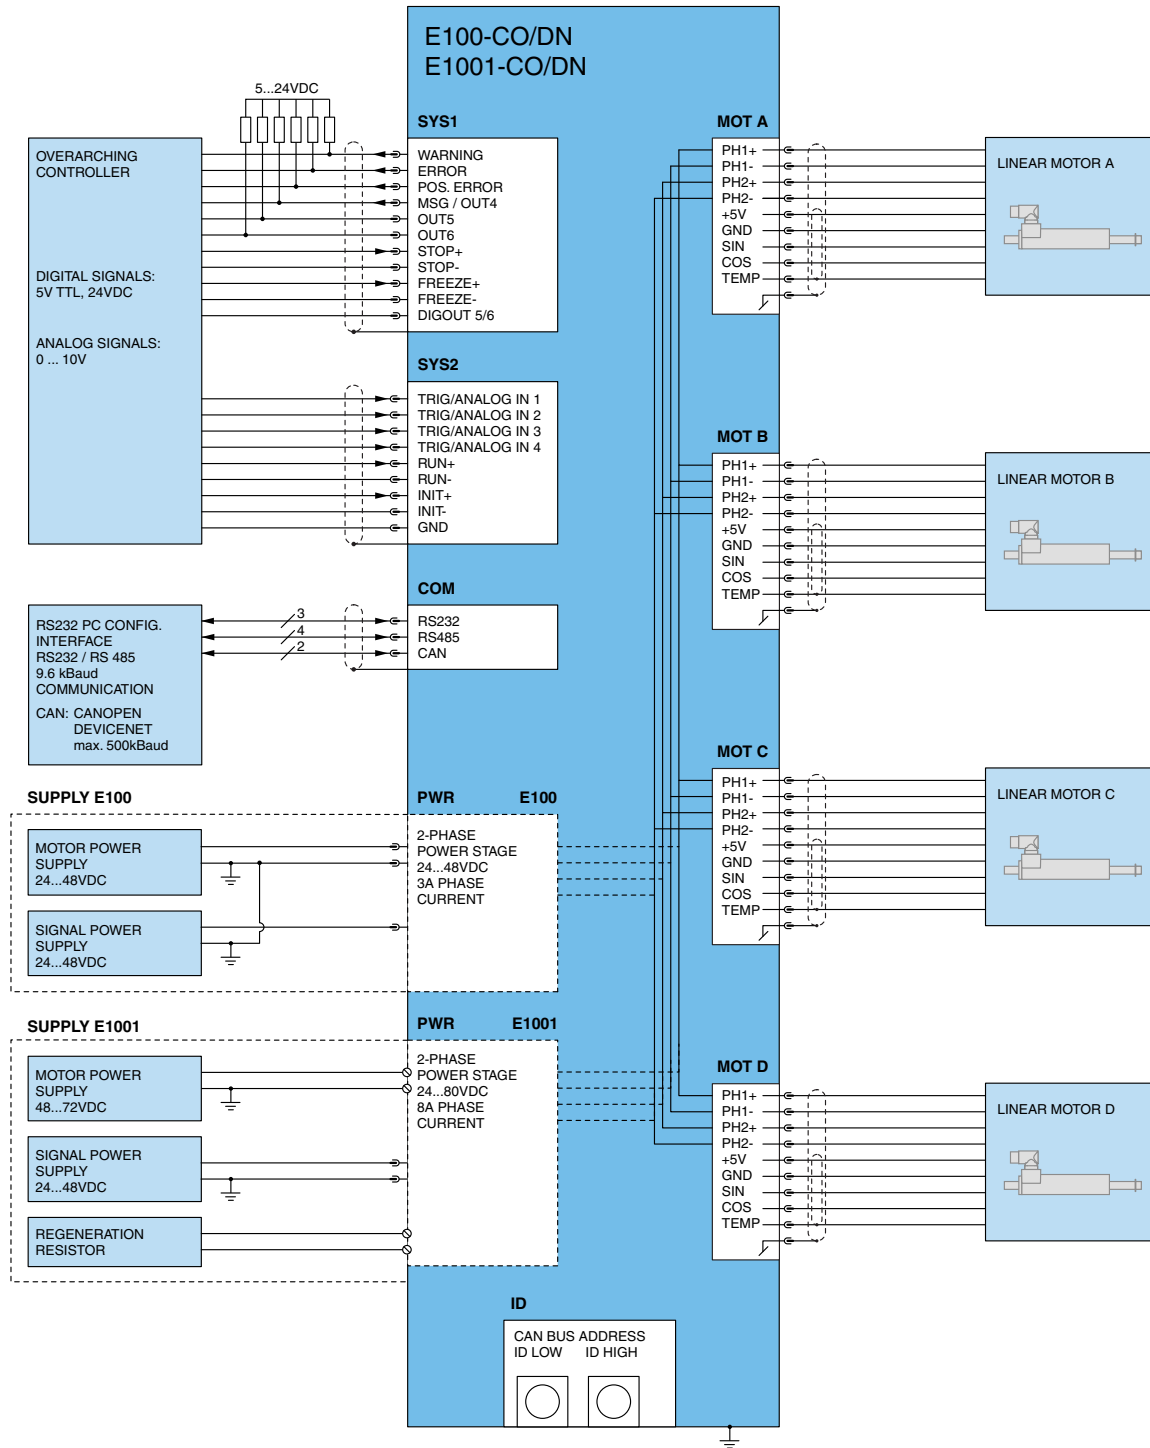 E100-CO/DN
E1001-CO/DN
5...24VDC
OVERARCHING
CONTROLLER
DIGITAL SIGNALS:
5V TTL, 24VDC
ANALOG SIGNALS:
0 ... 10V
SYS1
WARNING
ERROR
POS. ERROR
MSG / OUT4
OUT5
OUT6
STOP+
STOP-
FREEZE+
FREEZE-
DIGOUT 5/6
SYS2
TRIG/ANALOG IN 1
TRIG/ANALOG IN 2
TRIG/ANALOG IN 3
TRIG/ANALOG IN 4
RUN+
RUN-
INIT+
INIT-
GND
RS232 PC CONFIG.
INTERFACE
RS232 / RS 485
9.6 kBaud
COMMUNICATION
CAN: CANOPEN
DEVICENET
max. 500kBaud
3
4
2
COM
RS232
RS485
CAN
SUPPLY E100
MOTOR POWER
SUPPLY
24...48VDC
SIGNAL POWER
SUPPLY
24...48VDC
PWR E100
2-PHASE
POWER STAGE
24...48VDC
3A PHASE
CURRENT
SUPPLY E1001
MOTOR POWER
SUPPLY
48...72VDC
SIGNAL POWER
SUPPLY
24...48VDC
REGENERATION
RESISTOR
PWR E1001
2-PHASE
POWER STAGE
24...80VDC
8A PHASE
CURRENT
MOT A
PH1+
PH1-
PH2+
PH2-
+5V
GND
SIN
COS
TEMP
LINEAR MOTOR A
MOT B
PH1+
PH1-
PH2+
PH2-
+5V
GND
SIN
COS
TEMP
LINEAR MOTOR B
MOT C
PH1+
PH1-
PH2+
PH2-
+5V
GND
SIN
COS
TEMP
LINEAR MOTOR C
MOT D
PH1+
PH1-
PH2+
PH2-
+5V
GND
SIN
COS
TEMP
LINEAR MOTOR D
ID
CAN BUS ADDRESS
ID LOW ID HIGH